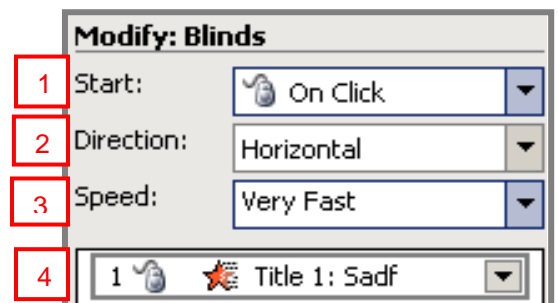 Modify: Blinds
1 Start: On Click
2 Direction: Horizontal
3 Speed: Very Fast
4 1 Title 1: Sadf